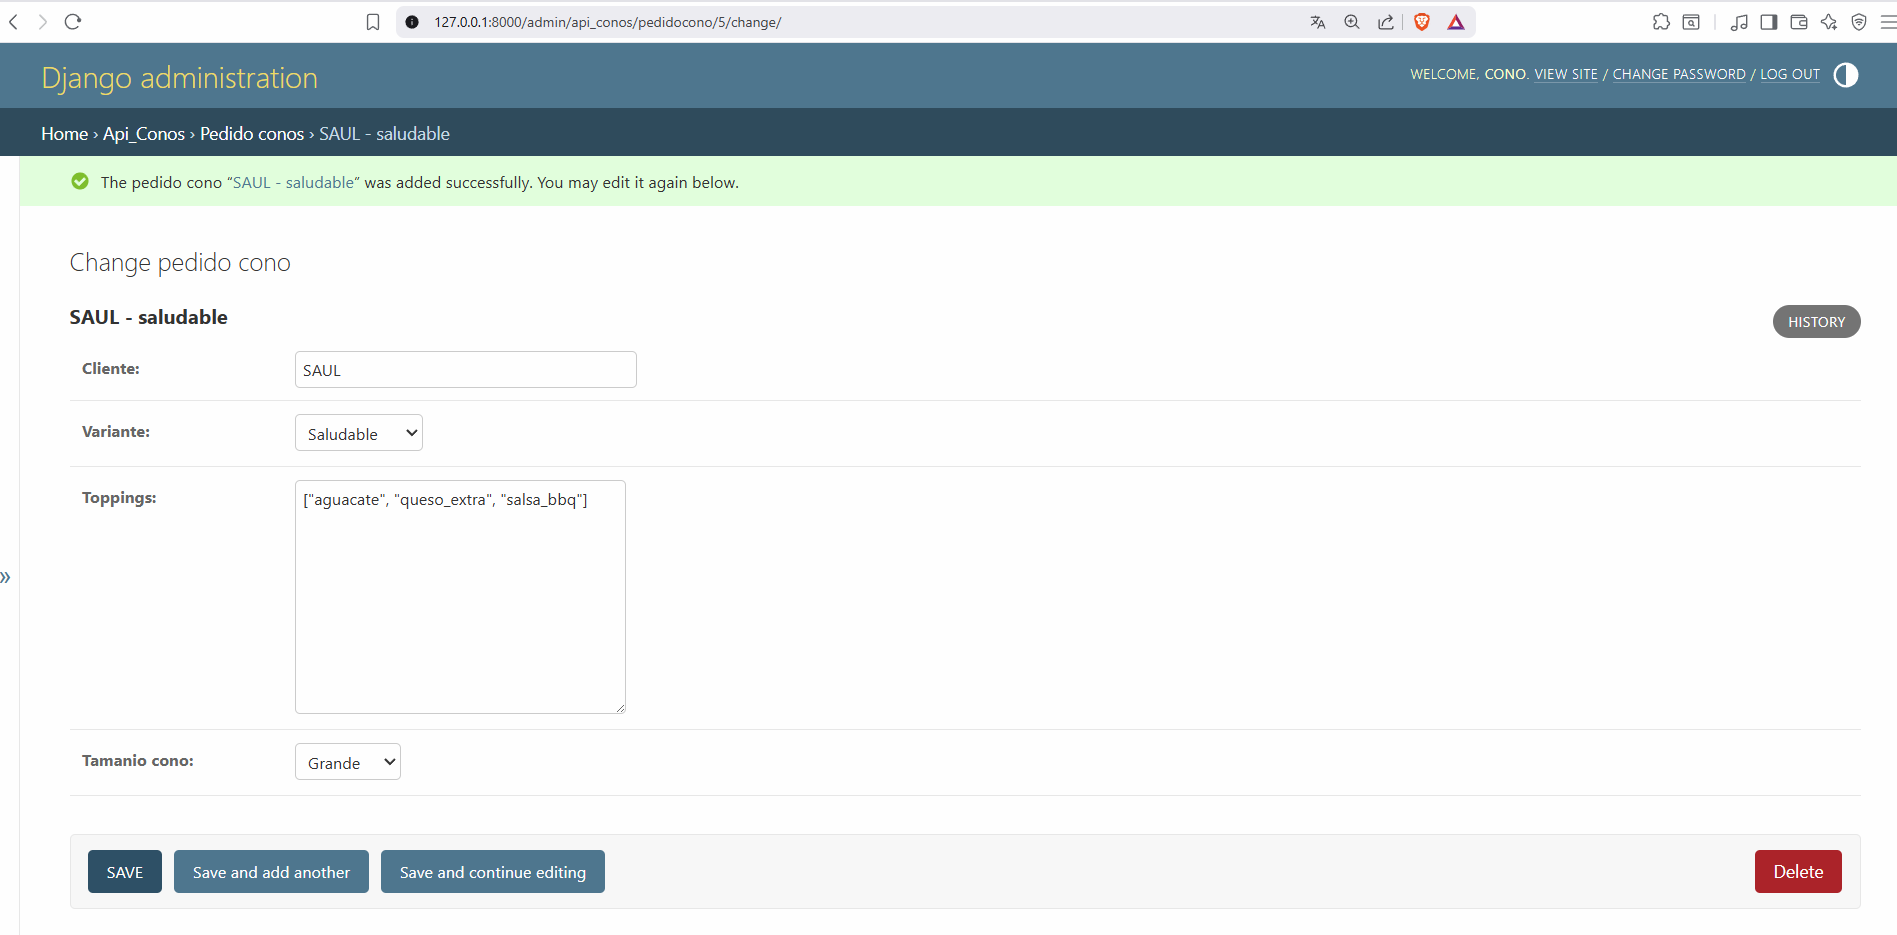 127.0.0.1:8000/admin/api_conos/pedidocono/5/change/
Django administration
WELCOME, CONO. VIEW SITE / CHANGE PASSWORD / LOG OUT
Home › Api_Conos › Pedido conos › SAUL - saludable
The pedido cono “SAUL - saludable” was added successfully. You may edit it again below.
Change pedido cono
SAUL - saludable
HISTORY
Cliente:
SAUL
Variante:
Saludable
Toppings:
["aguacate", "queso_extra", "salsa_bbq"]
»
Tamanio cono:
Grande
SAVE
Save and add another
Save and continue editing
Delete